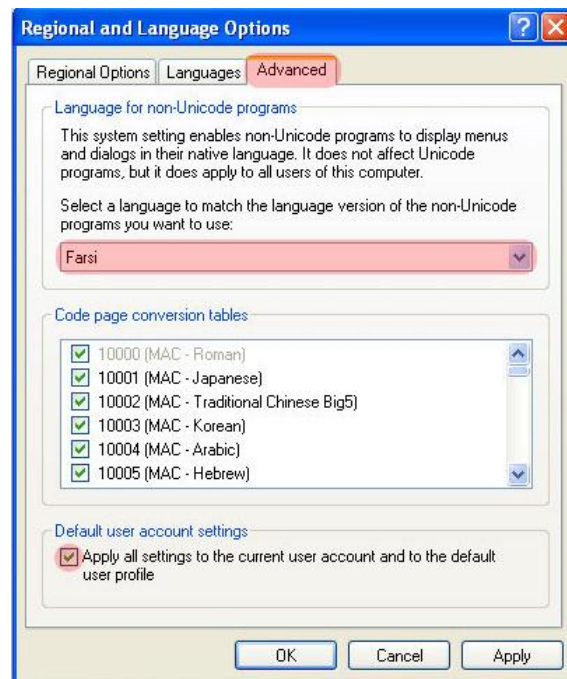 Regional and Language Options
Regional Options Languages Advanced
Language for non-Unicode programs
This system setting enables non-Unicode programs to display menus
and dialogs in their native language. It does not affect Unicode
programs, but it does apply to all users of this computer.
Select a language to match the language version of the non-Unicode
programs you want to use:
Farsi
Code page conversion tables
10000 (MAC - Roman)
10001 (MAC - Japanese)
10002 (MAC - Traditional Chinese Big5)
10003 (MAC - Korean)
10004 (MAC - Arabic)
10005 (MAC - Hebrew)
Default user account settings
Apply all settings to the current user account and to the default
user profile
OK Cancel Apply